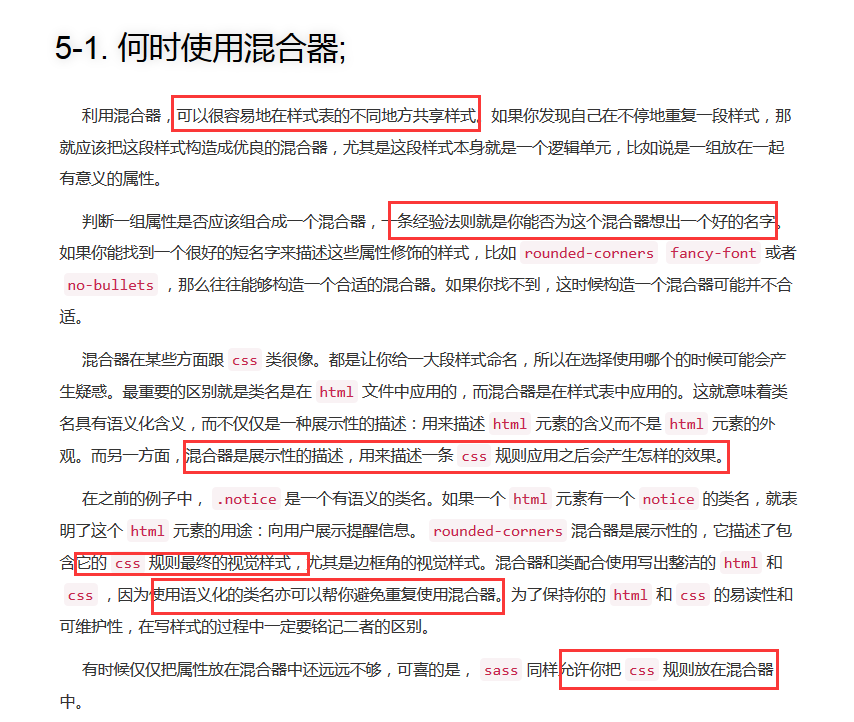 5-1. 何时使用混合器;
利用混合器，可以很容易地在样式表的不同地方共享样式。如果你发现自己在不停地重复一段样式，那
就应该把这段样式构造成优良的混合器，尤其是这段样式本身就是一个逻辑单元，比如说是一组放在一起
有意义的属性。
判断一组属性是否应该组合成一个混合器，一条经验法则就是你能否为这个混合器想出一个好的名字。
如果你能找到一个很好的短名字来描述这些属性修饰的样式，比如 rounded-corners fancy-font 或者
no-bullets ，那么往往能够构造一个合适的混合器。如果你找不到，这时候构造一个混合器可能并不合
适。
混合器在某些方面跟 css 类很像。都是让你给一大段样式命名，所以在选择使用哪个的时候可能会产
生疑惑。最重要的区别就是类名是在 html 文件中应用的，而混合器是在样式表中应用的。这就意味着类
名具有语义化含义，而不仅仅是一种展示性的描述：用来描述 html 元素的含义而不是 html 元素的外
观。而另一方面，混合器是展示性的描述，用来描述一条 css 规则应用之后会产生怎样的效果。
在之前的例子中， .notice 是一个有语义的类名。如果一个 html 元素有一个 notice 的类名，就表
明了这个 html 元素的用途：向用户展示提醒信息。 rounded-corners 混合器是展示性的，它描述了包
含它的 css 规则最终的视觉样式，尤其是边框角的视觉样式。混合器和类配合使用写出整洁的 html 和
css ，因为使用语义化的类名亦可以帮你避免重复使用混合器。为了保持你的 html 和 css 的易读性和
可维护性，在写样式的过程中一定要铭记二者的区别。
有时候仅仅把属性放在混合器中还远远不够，可喜的是， sass 同样允许你把 css 规则放在混合器
中。